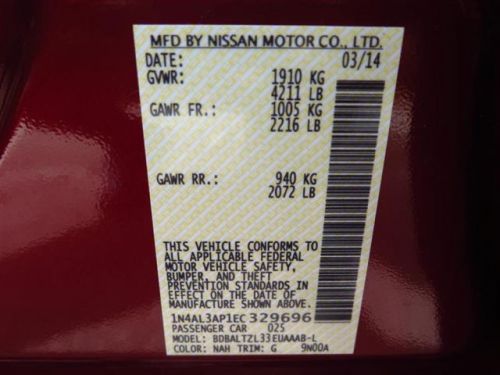 MFD BY NISSAN MOTOR CO., LTD.
DATE: 03/14
GVWR: 1910 KG
4211 LB
GAWR FR.: 1005 KG
2216 LB
GAWR RR.: 940 KG
2072 LB
THIS VEHICLE CONFORMS TO
ALL APPLICABLE FEDERAL
MOTOR VEHICLE SAFETY,
BUMPER, AND THEFT
PREVENTION STANDARDS IN
EFFECT ON THE DATE OF
MANUFACTURE SHOWN ABOVE.
1N4AL3AP1EC 329696
PASSENGER CAR 025
MODEL: BDBALTZL33EUAAAB-L
COLOR: NAH TRIM: G 9N00A